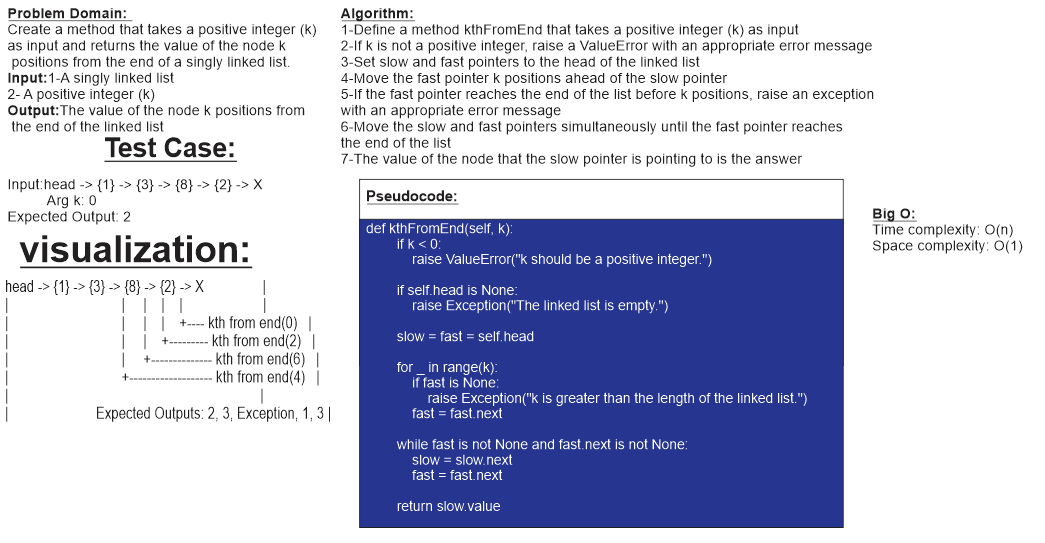 Problem Domain:
Create a method that takes a positive integer (k)
as input and returns the value of the node k
positions from the end of a singly linked list.
Input:1-A singly linked list
2- A positive integer (k)
Output:The value of the node k positions from
the end of the linked list
Test Case:
Input:head -> {1} -> {3} -> {8} -> {2} -> X
Arg k: 0
Expected Output: 2
visualization:
head -> {1} -> {3} -> {8} -> {2} -> X |
| | | | | |
| | | | +---- kth from end(0) |
| | | +--------- kth from end(2) |
| | +--------------- kth from end(6) |
| +-------------------- kth from end(4) |
| |
| Expected Outputs: 2, 3, Exception, 1, 3 |
Algorithm:
1-Define a method kthFromEnd that takes a positive integer (k) as input
2-If k is not a positive integer, raise a ValueError with an appropriate error message
3-Set slow and fast pointers to the head of the linked list
4-Move the fast pointer k positions ahead of the slow pointer
5-If the fast pointer reaches the end of the list before k positions, raise an exception
with an appropriate error message
6-Move the slow and fast pointers simultaneously until the fast pointer reaches
the end of the list
7-The value of the node that the slow pointer is pointing to is the answer
Pseudocode:
def kthFromEnd(self, k):
if k < 0:
raise ValueError("k should be a positive integer.")
if self.head is None:
raise Exception("The linked list is empty.")
slow = fast = self.head
for _ in range(k):
if fast is None:
raise Exception("k is greater than the length of the linked list.")
fast = fast.next
while fast is not None and fast.next is not None:
slow = slow.next
fast = fast.next
return slow.value
Big O:
Time complexity: O(n)
Space complexity: O(1)